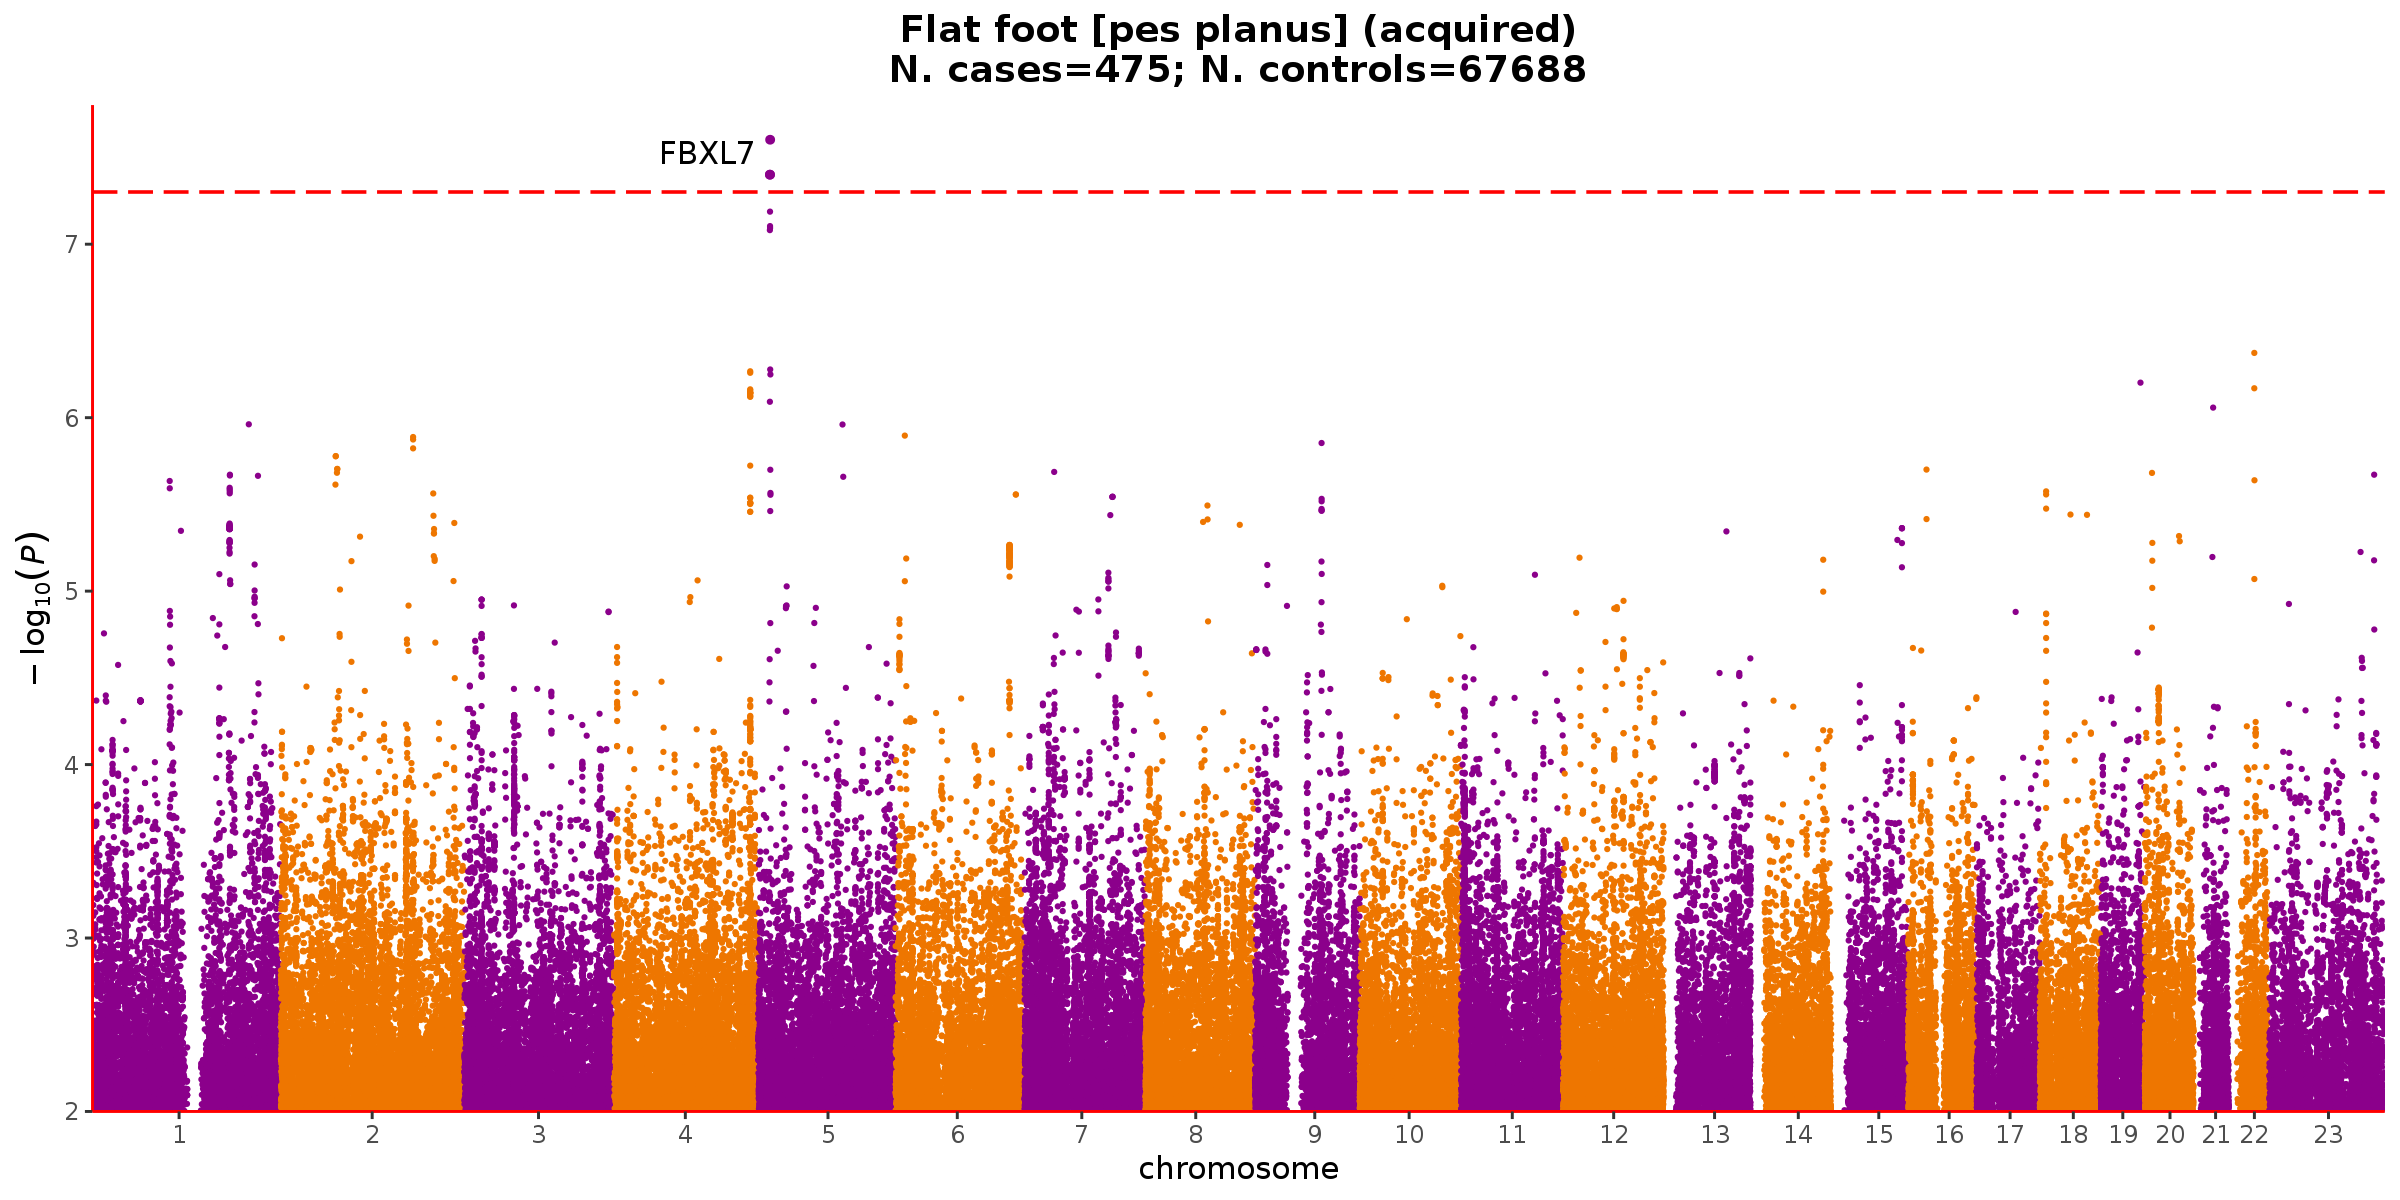 Flat foot [pes planus] (acquired)
N. cases=475; N. controls=67688
FBXL7
7
6
5
4
3
2
−log10(P)
1 2 3 4 5 6 7 8 9 10 11 12 13 14 15 16 17 18 19 20 21 22 23
chromosome